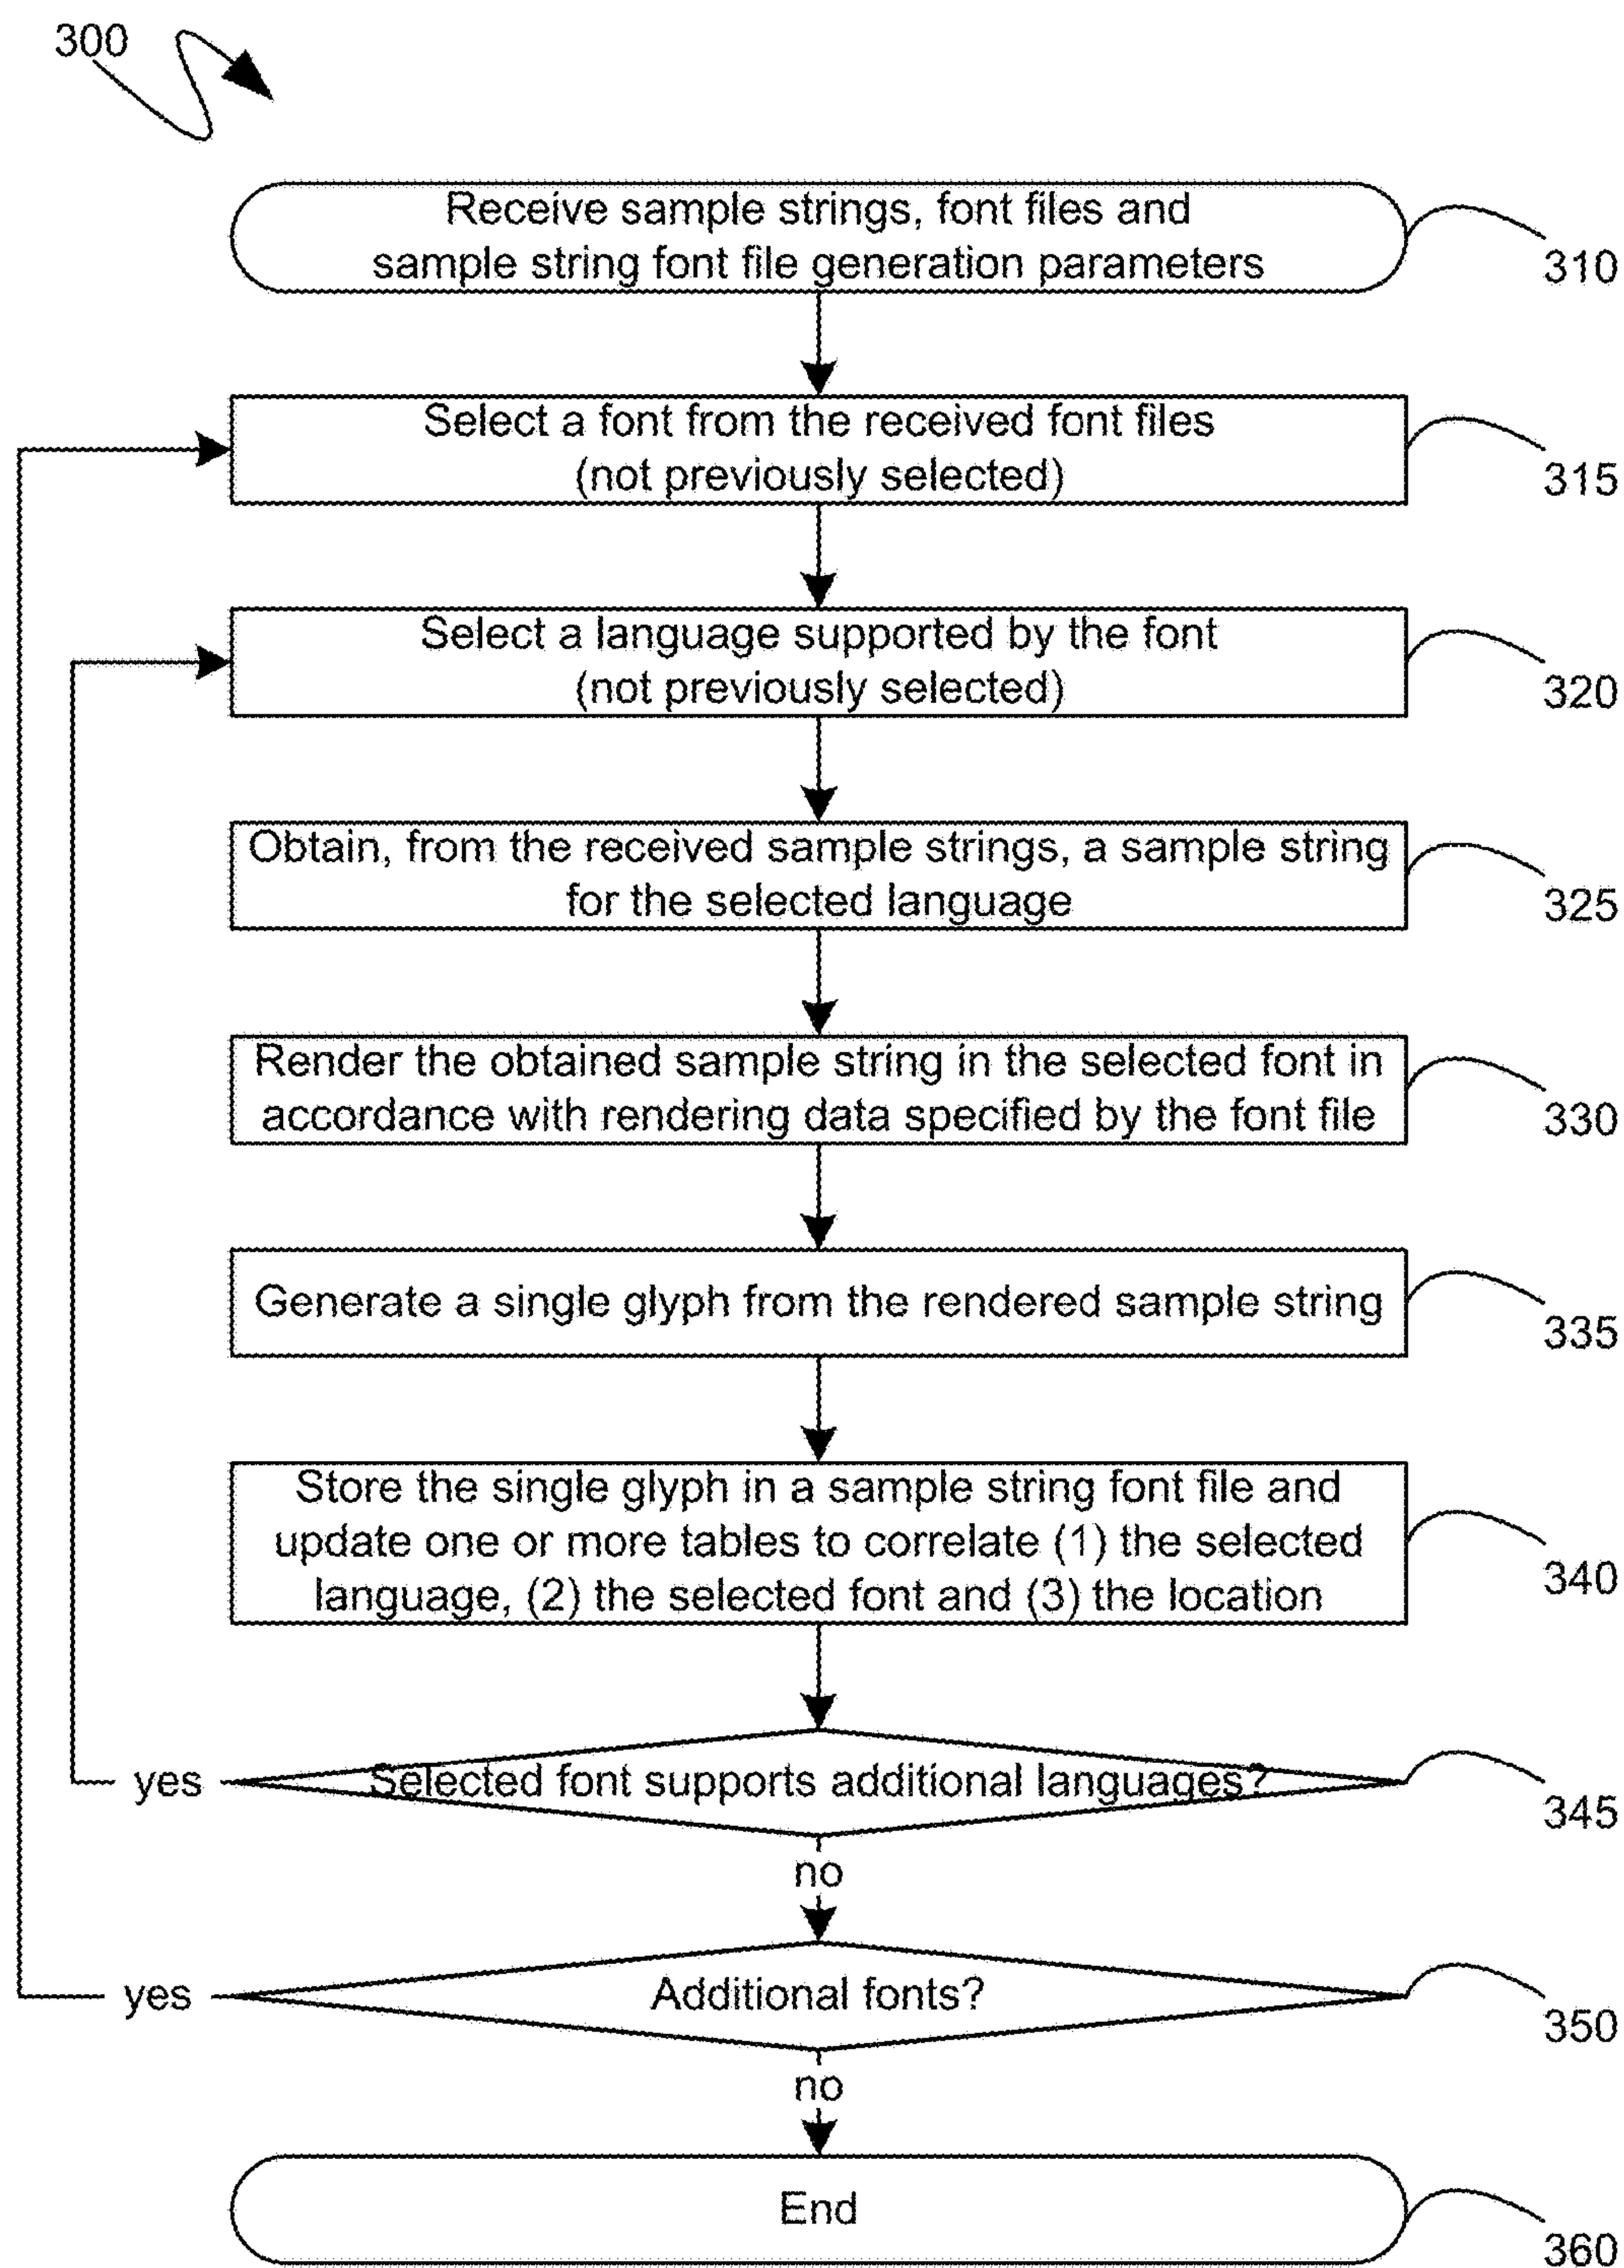 300
Receive sample strings, font files and
sample string font file generation parameters
310
Select a font from the received font files
(not previously selected)
315
Select a language supported by the font
(not previously selected)
320
Obtain, from the received sample strings, a sample string
for the selected language
325
Render the obtained sample string in the selected font in
accordance with rendering data specified by the font file
330
Generate a single glyph from the rendered sample string
335
Store the single glyph in a sample string font file and
update one or more tables to correlate (1) the selected
language, (2) the selected font and (3) the location
340
yes
Selected font supports additional languages?
345
no
yes
Additional fonts?
350
no
End
360